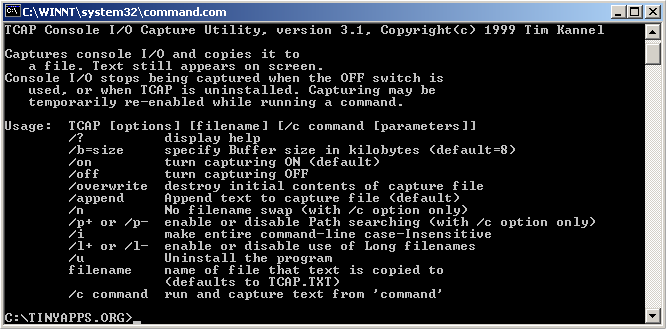 C:\WINNT\system32\command.com
TCAP Console I/O Capture Utility, version 3.1, Copyright(c) 1999 Tim Kannel
Captures console I/O and copies it to
a file. Text still appears on screen.
Console I/O stops being captured when the OFF switch is
used, or when TCAP is uninstalled. Capturing may be
temporarily re-enabled while running a command.
Usage:  TCAP [options] [filename] [/c command [parameters]]
/?          display help
/b=size     specify Buffer size in kilobytes (default=8)
/on         turn capturing ON (default)
/off        turn capturing OFF
/overwrite  destroy initial contents of capture file
/append     Append text to capture file (default)
/n          No filename swap (with /c option only)
/p+ or /p-  enable or disable Path searching (with /c option only)
/i          make entire command-line case-Insensitive
/l+ or /l-  enable or disable use of Long filenames
/u          Uninstall the program
filename    name of file that text is copied to
(defaults to TCAP.TXT)
/c command  run and capture text from 'command'
C:\TINYAPPS.ORG>_